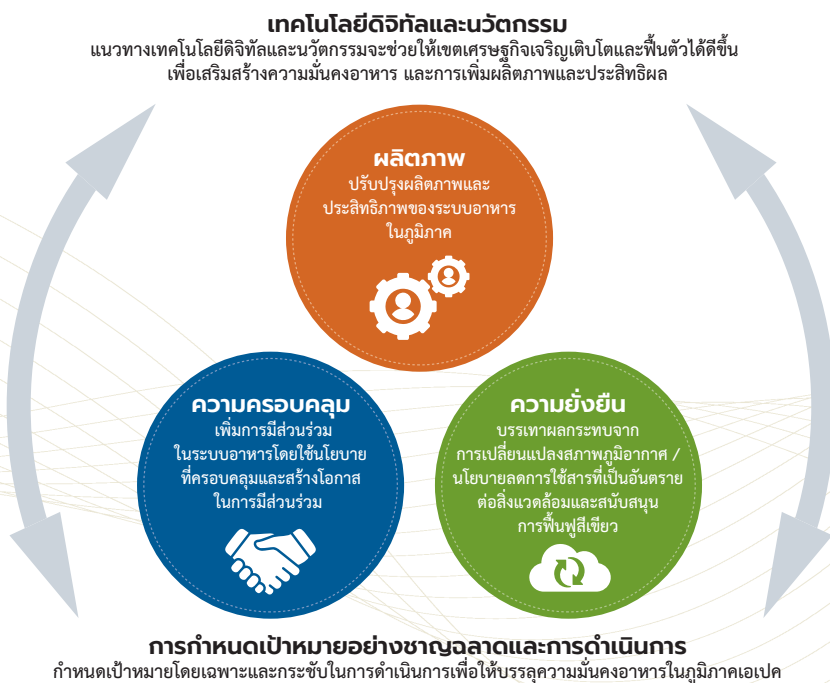 เทคโนโลยีดิจิทัลและนวัตกรรม
แนวทางเทคโนโลยีดิจิทัลและนวัตกรรมจะช่วยให้เขตเศรษฐกิจเจริญเติบโตและฟื้นตัวได้ดีขึ้น
เพื่อเสริมสร้างความมั่นคงอาหาร และการเพิ่มผลิตภาพและประสิทธิผล
ผลิตภาพ
ปรับปรุงผลิตภาพและ
ประสิทธิภาพของระบบอาหาร
ในภูมิภาค
ความครอบคลุม
เพิ่มการมีส่วนร่วม
ในระบบอาหารโดยใช้นโยบาย
ที่ครอบคลุมและสร้างโอกาส
ในการมีส่วนร่วม
ความยั่งยืน
บรรเทาผลกระทบจาก
การเปลี่ยนแปลงสภาพภูมิอากาศ /
นโยบายลดการใช้สารที่เป็นอันตราย
ต่อสิ่งแวดล้อมและสนับสนุน
การฟื้นฟูสีเขียว
การกำหนดเป้าหมายอย่างชาญฉลาดและการดำเนินการ
กำหนดเป้าหมายโดยเฉพาะและกระชับในการดำเนินการเพื่อให้บรรลุความมั่นคงอาหารในภูมิภาคเอเปค